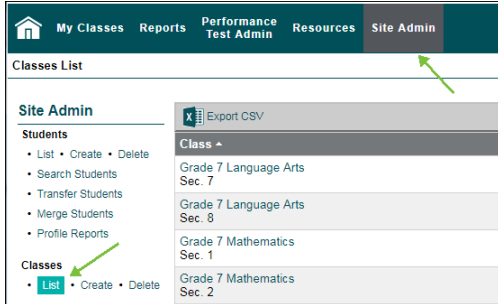 My Classes Reports Performance Test Admin Resources Site Admin
Classes List
Site Admin
Students
• List • Create • Delete
• Search Students
• Transfer Students
• Merge Students
• Profile Reports
Classes
• List • Create • Delete
Export CSV
Class
Grade 7 Language Arts
Sec. 7
Grade 7 Language Arts
Sec. 8
Grade 7 Mathematics
Sec. 1
Grade 7 Mathematics
Sec. 2